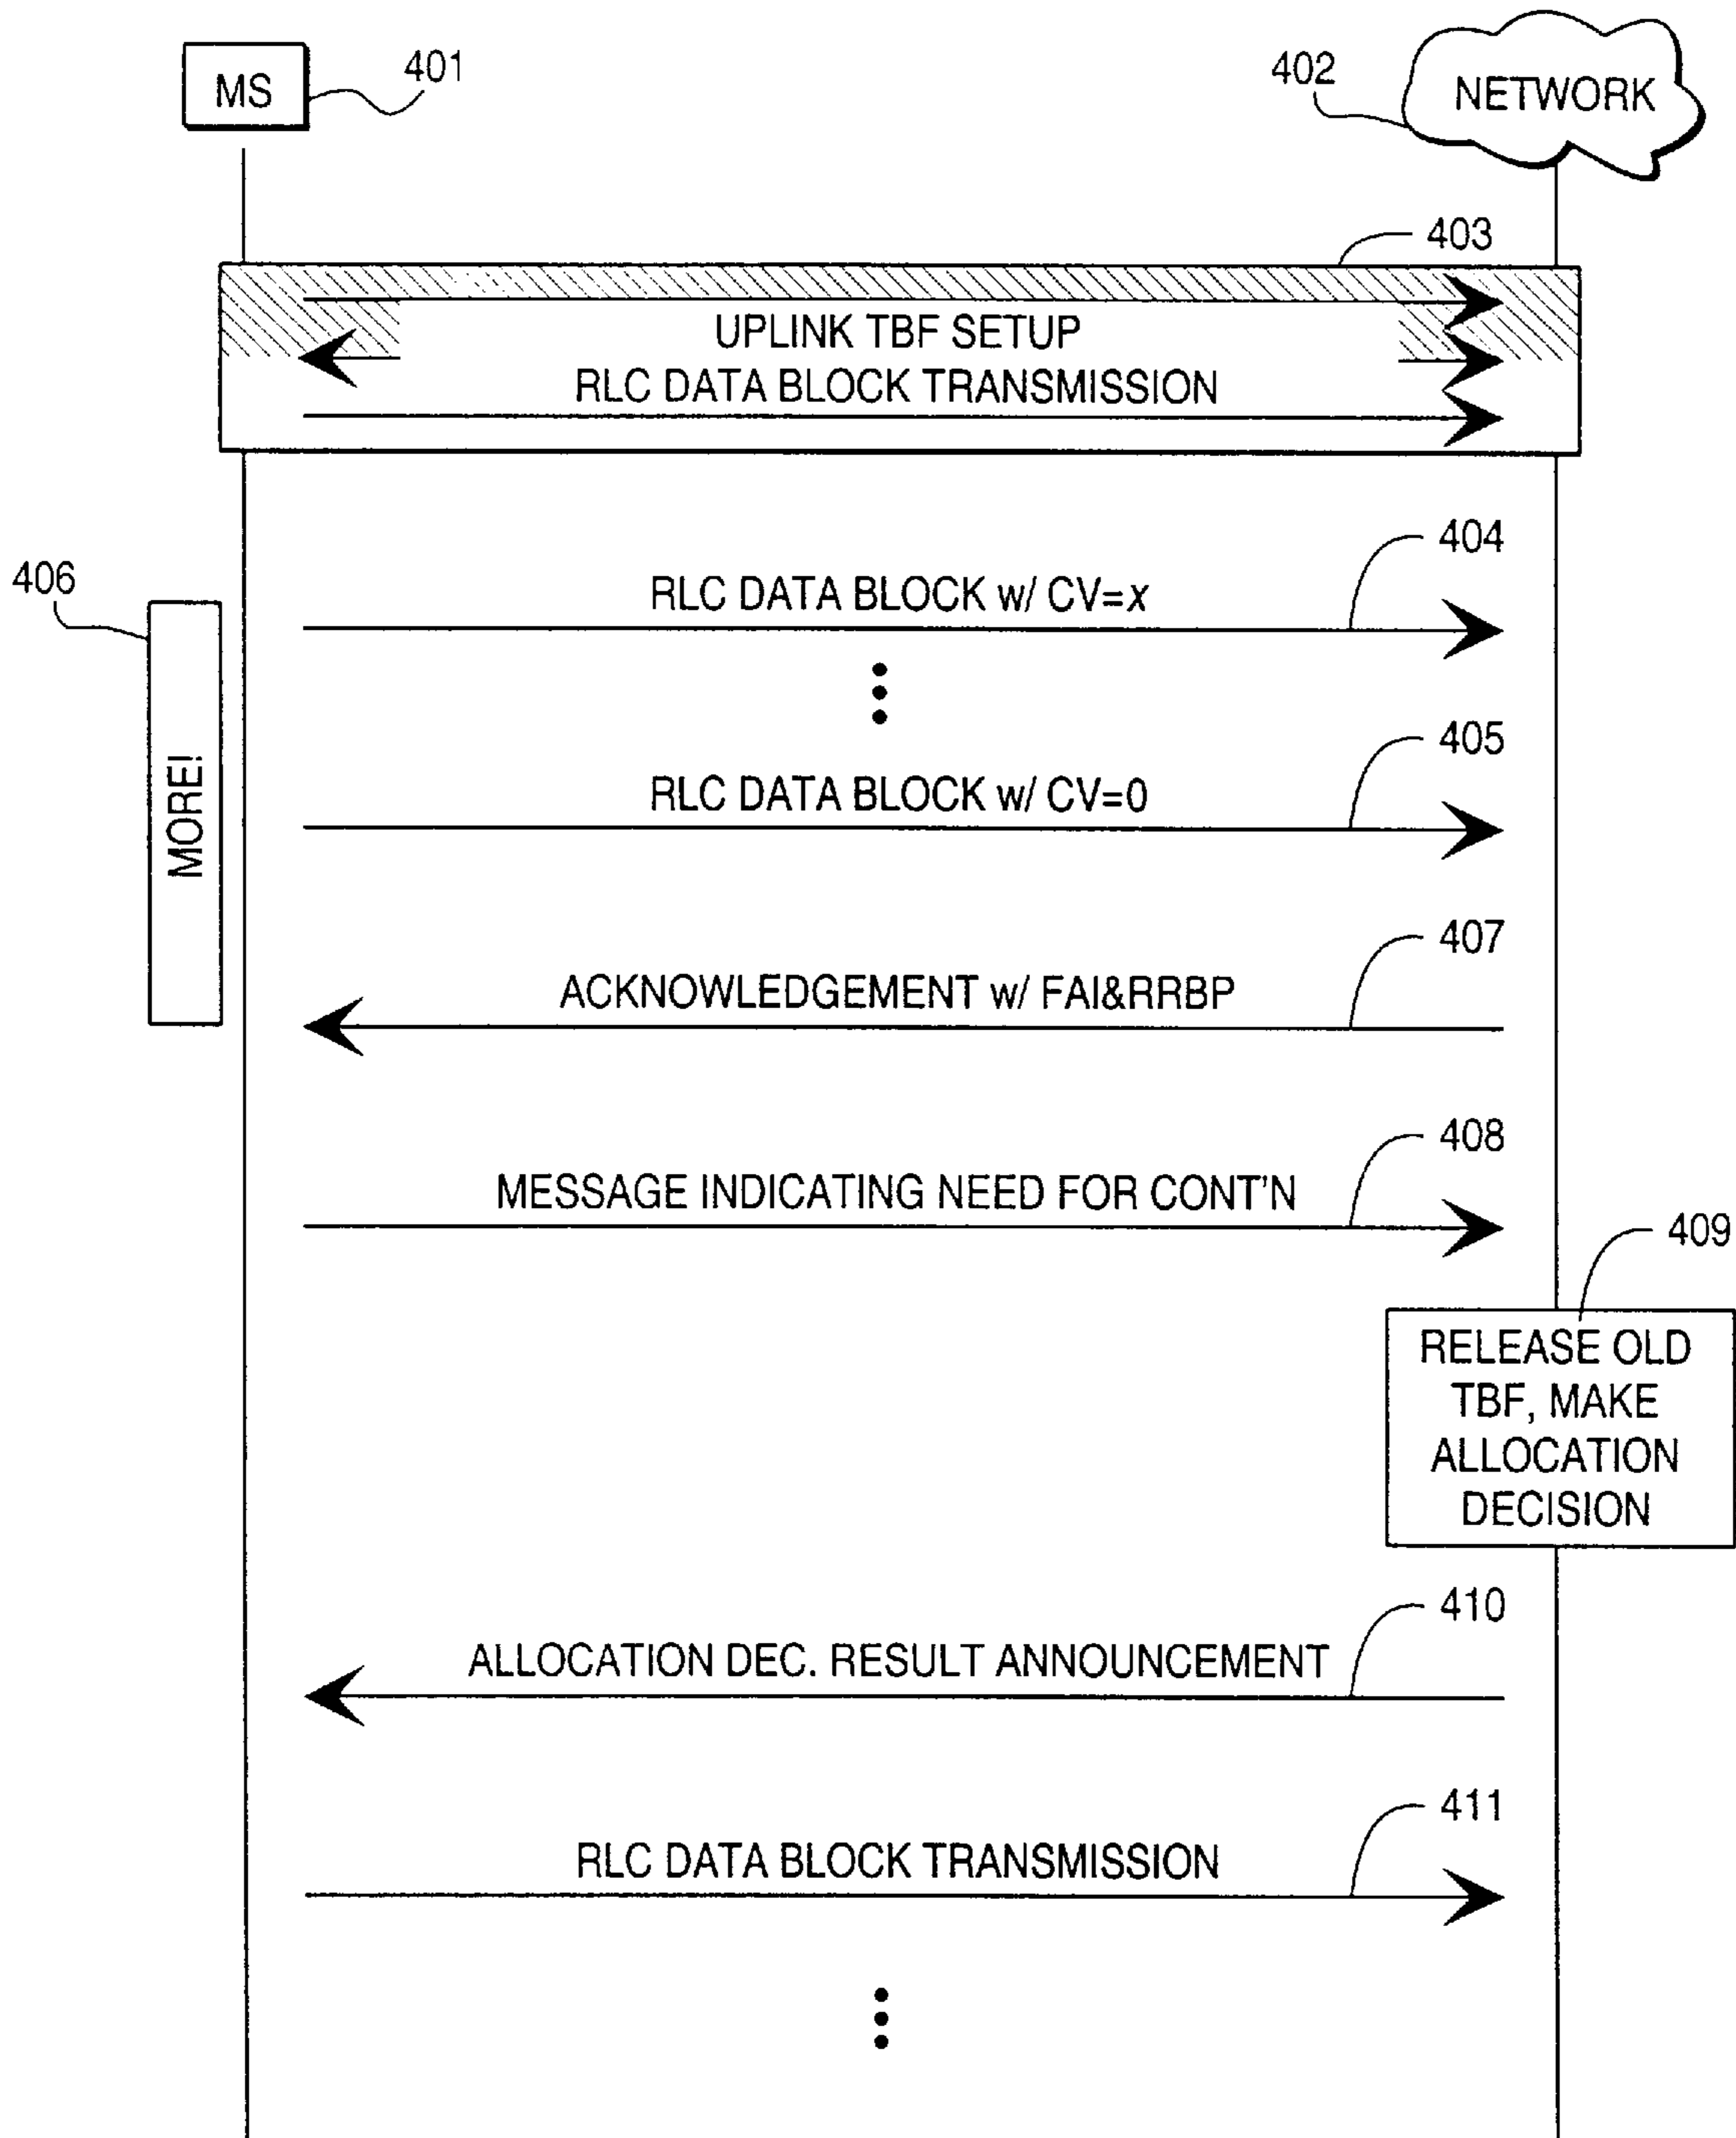 MS
401
402
NETWORK
403
UPLINK TBF SETUP
RLC DATA BLOCK TRANSMISSION
404
406
RLC DATA BLOCK w/ CV=x
MORE!
405
RLC DATA BLOCK w/ CV=0
407
ACKNOWLEDGEMENT w/ FAI&RRBP
408
MESSAGE INDICATING NEED FOR CONT'N
409
RELEASE OLD
TBF, MAKE
ALLOCATION
DECISION
410
ALLOCATION DEC. RESULT ANNOUNCEMENT
411
RLC DATA BLOCK TRANSMISSION